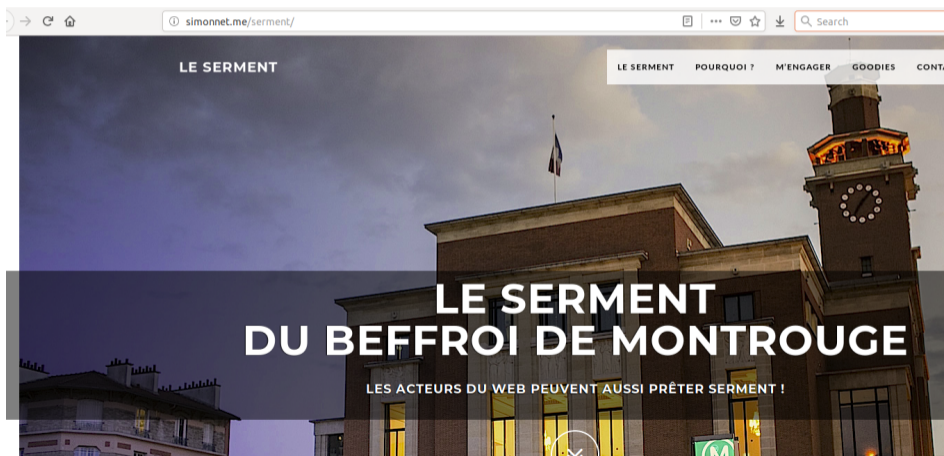 simonnet.me/serment/
Search
LE SERMENT
LE SERMENT POURQUOI ? M'ENGAGER GOODIES CONTA
LE SERMENT
DU BEFFROI DE MONTROUGE
LES ACTEURS DU WEB PEUVENT AUSSI PRÊTER SERMENT !
M